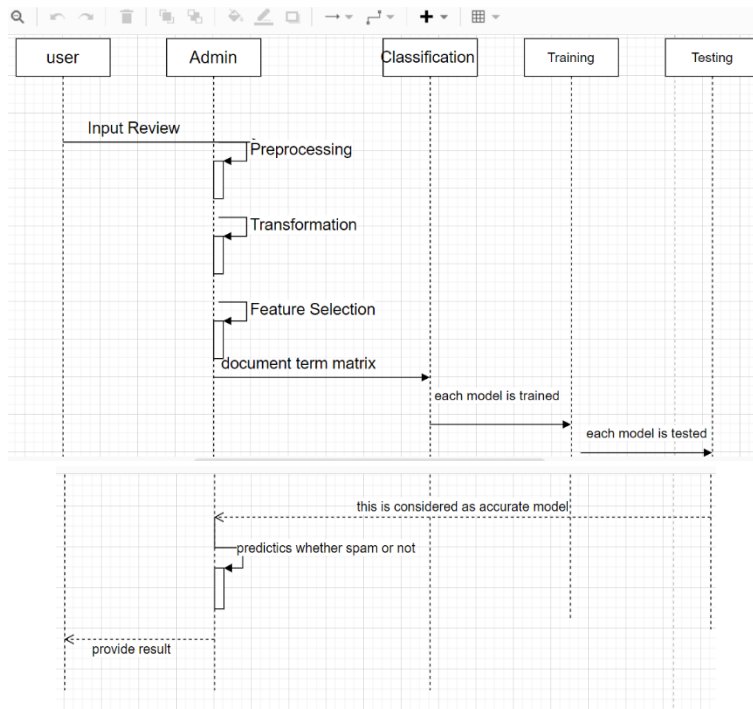 user
Admin
Classification
Training
Testing
Input Review
Preprocessing
Transformation
Feature Selection
document term matrix
each model is trained
each model is tested
this is considered as accurate model
predictics whether spam or not
provide result